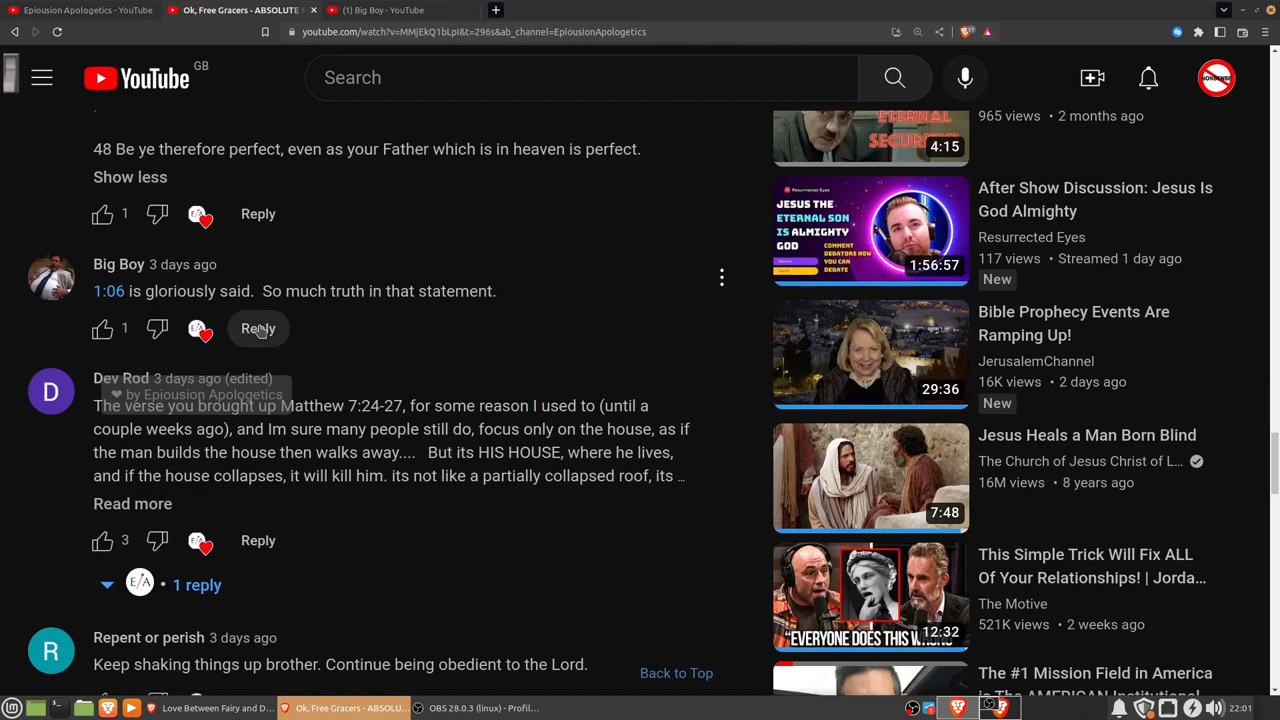 Epiousion Apologetics - YouTube
Ok, Free Gracers - ABSOLUTE
(1) Big Boy - YouTube
youtube.com/watch?v=MMjEkQ1bLpI&t=296s&ab_channel=EpiousionApologetics
27
YouTube
GB
Search
NONSENSE
48 Be ye therefore perfect, even as your Father which is in heaven is perfect.
Show less
1
Reply
Big Boy 3 days ago
1:06 is gloriously said. So much truth in that statement.
1
Reply
❤ by Epiousion Apologetics
D
Dev Rod 3 days ago (edited)
The verse you brought up Matthew 7:24-27, for some reason I used to (until a
couple weeks ago), and Im sure many people still do, focus only on the house, as if
the man builds the house then walks away.... But its HIS HOUSE, where he lives,
and if the house collapses, it will kill him. its not like a partially collapsed roof, its ...
Read more
3
Reply
E/A
1 reply
R
Repent or perish 3 days ago
Keep shaking things up brother. Continue being obedient to the Lord.
Back to Top
ETERNAL
SECURITY
4:15
965 views • 2 months ago
JESUS THE
ETERNAL SON
IS ALMIGHTY
GOD
COMMENT
DEBATORS HOW
YOU CAN
DEBATE
Resurrected Eyes
1:56:57
After Show Discussion: Jesus Is
God Almighty
Resurrected Eyes
117 views • Streamed 1 day ago
New
29:36
Bible Prophecy Events Are
Ramping Up!
JerusalemChannel
16K views • 2 days ago
New
7:48
Jesus Heals a Man Born Blind
The Church of Jesus Christ of L...
16M views • 8 years ago
"EVERYONE DOES THIS
12:32
This Simple Trick Will Fix ALL
Of Your Relationships! | Jorda...
The Motive
521K views • 2 weeks ago
The #1 Mission Field in America
is The AMERICAN Institutional
Love Between Fairy and D...
Ok, Free Gracers - ABSOLU...
OBS 28.0.3 (linux) - Profil...
22:01